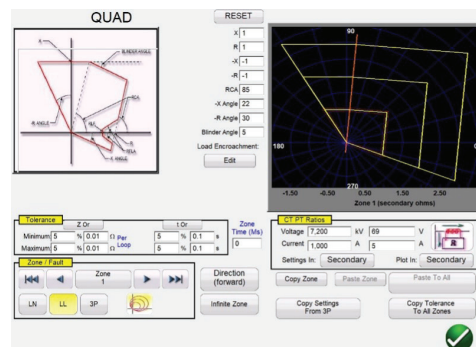 QUAD
RESET
X 1
R 1
-X -1
-R -1
RCA 85
-X Angle 22
-R Angle 30
Blinder Angle 5
Load Encroachment:
Edit
X
BLINDER ANGLE
-R ANGLE
RCA
R
-X ANGLE
90
180
270
-1.50 -0.50 0.50 1.50 2.50
Zone 1 (secondary ohms)
Tolerance
Z Or
t Or
Minimum 5 % 0.01 Ω Per Loop 5 % 0.1 s
Maximum 5 % 0.01 Ω 5 % 0.1 s
Zone Time (Ms)
0
CT PT Ratios
Voltage 7,200 kV 69 V
Current 1,000 A 5 A
Settings In: Secondary Plot In: Secondary
Zone / Fault
Zone 1
LN LL 3P
Direction (forward)
Infinite Zone
Copy Zone Paste Zone Paste To All
Copy Settings From 3P
Copy Tolerance To All Zones